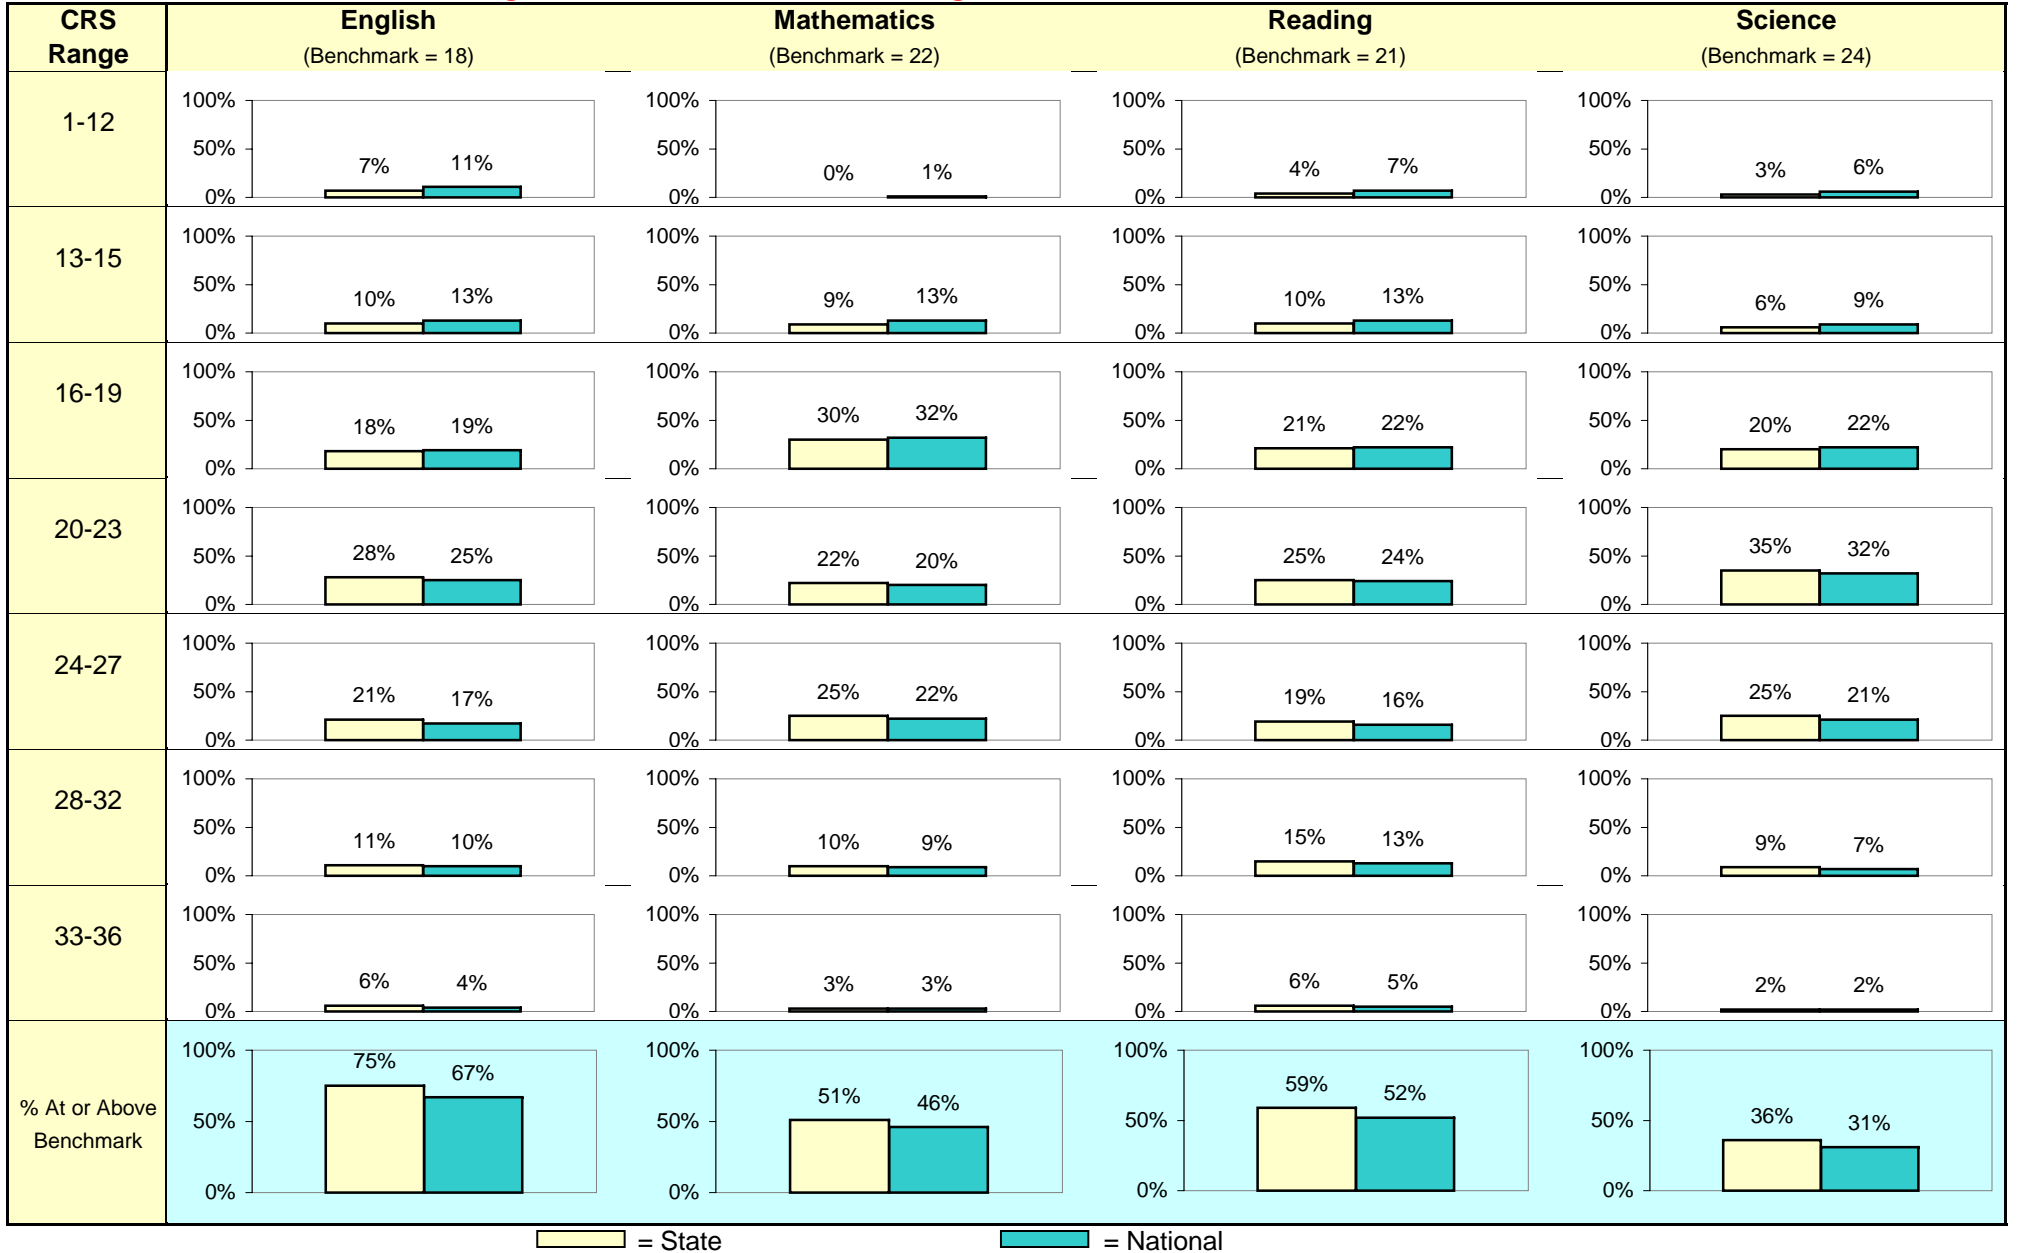 CRS Range
English
Mathematics
Reading
Science
(Benchmark = 18)
(Benchmark = 22)
(Benchmark = 21)
(Benchmark = 24)
1-12
100% 50% 0% 7% 11%
100% 50% 0% 0% 1%
100% 50% 0% 4% 7%
100% 50% 0% 3% 6%
13-15
100% 50% 0% 10% 13%
100% 50% 0% 9% 13%
100% 50% 0% 10% 13%
100% 50% 0% 6% 9%
16-19
100% 50% 0% 18% 19%
100% 50% 0% 30% 32%
100% 50% 0% 21% 22%
100% 50% 0% 20% 22%
20-23
100% 50% 0% 28% 25%
100% 50% 0% 22% 20%
100% 50% 0% 25% 24%
100% 50% 0% 35% 32%
24-27
100% 50% 0% 21% 17%
100% 50% 0% 25% 22%
100% 50% 0% 19% 16%
100% 50% 0% 25% 21%
28-32
100% 50% 0% 11% 10%
100% 50% 0% 10% 9%
100% 50% 0% 15% 13%
100% 50% 0% 9% 7%
33-36
100% 50% 0% 6% 4%
100% 50% 0% 3% 3%
100% 50% 0% 6% 5%
100% 50% 0% 2% 2%
% At or Above
Benchmark
100% 50% 0% 75% 67%
100% 50% 0% 51% 46%
100% 50% 0% 59% 52%
100% 50% 0% 36% 31%
= State
= National